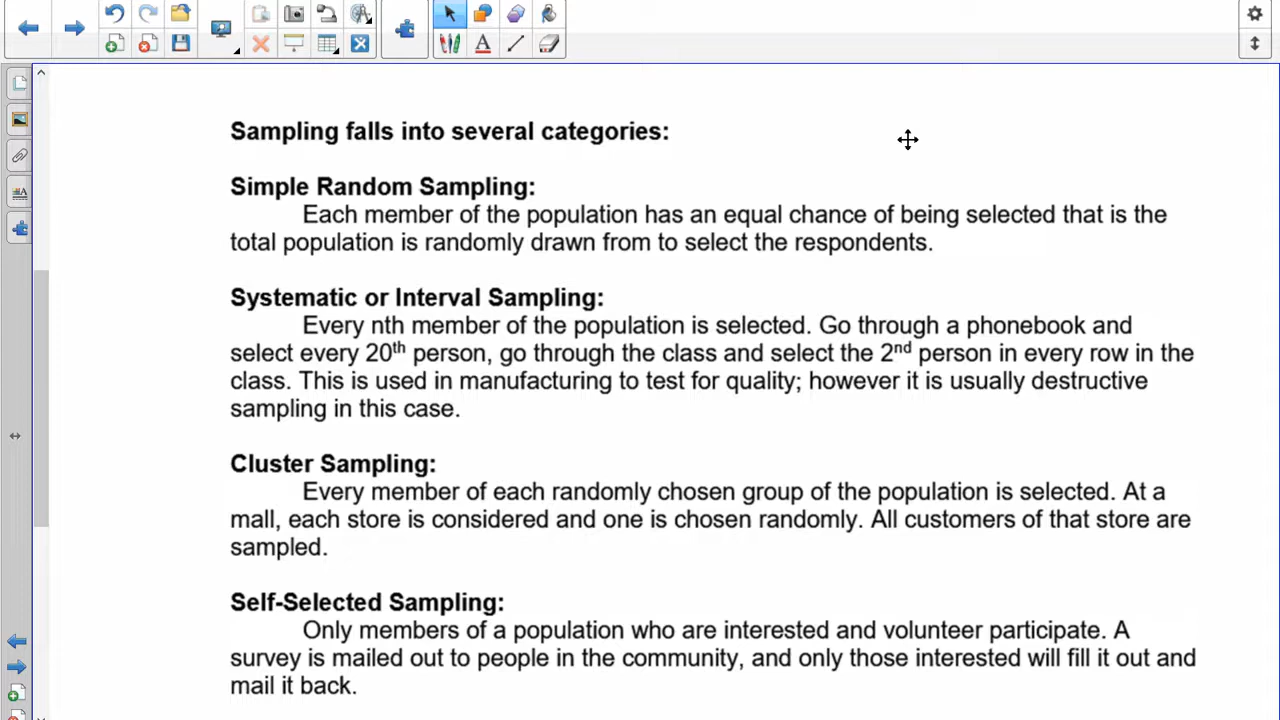 Sampling falls into several categories:
Simple Random Sampling:
Each member of the population has an equal chance of being selected that is the
total population is randomly drawn from to select the respondents.
Systematic or Interval Sampling:
Every nth member of the population is selected. Go through a phonebook and
select every 20th person, go through the class and select the 2nd person in every row in the
class. This is used in manufacturing to test for quality; however it is usually destructive
sampling in this case.
Cluster Sampling:
Every member of each randomly chosen group of the population is selected. At a
mall, each store is considered and one is chosen randomly. All customers of that store are
sampled.
Self-Selected Sampling:
Only members of a population who are interested and volunteer participate. A
survey is mailed out to people in the community, and only those interested will fill it out and
mail it back.